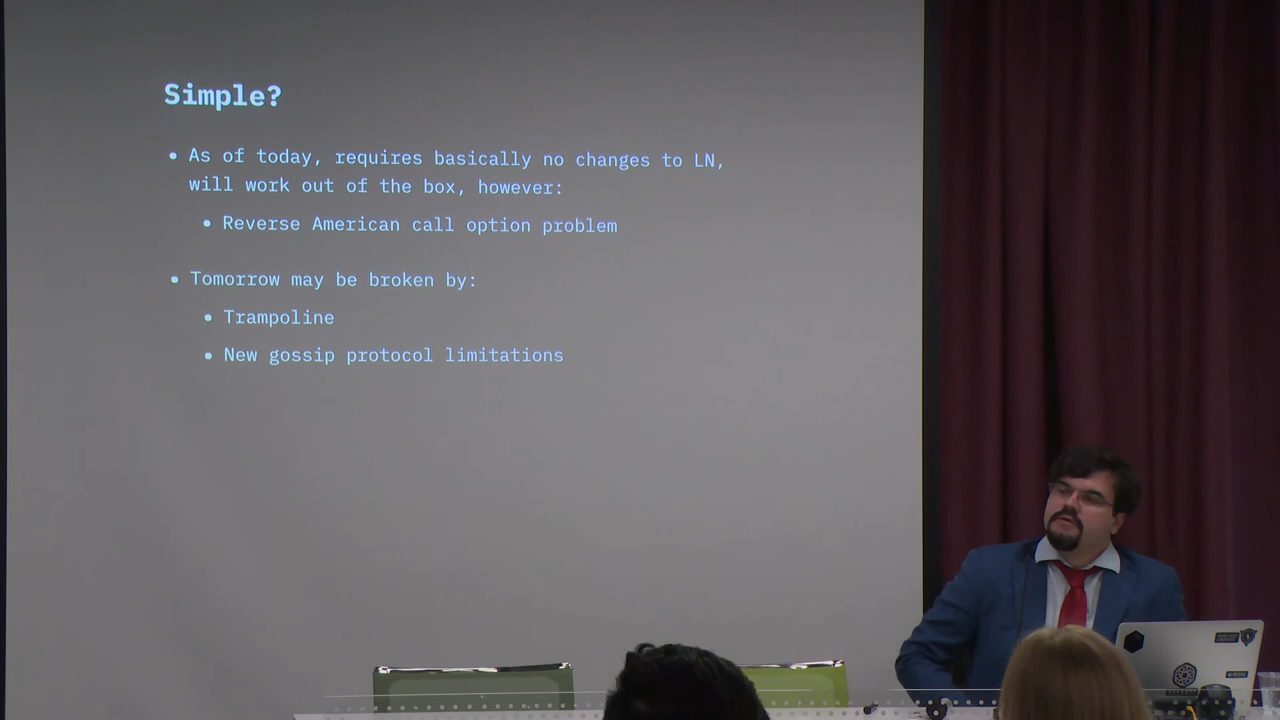 Simple?
• As of today, requires basically no changes to LN,
will work out of the box, however:
• Reverse American call option problem
• Tomorrow may be broken by:
• Trampoline
• New gossip protocol limitations